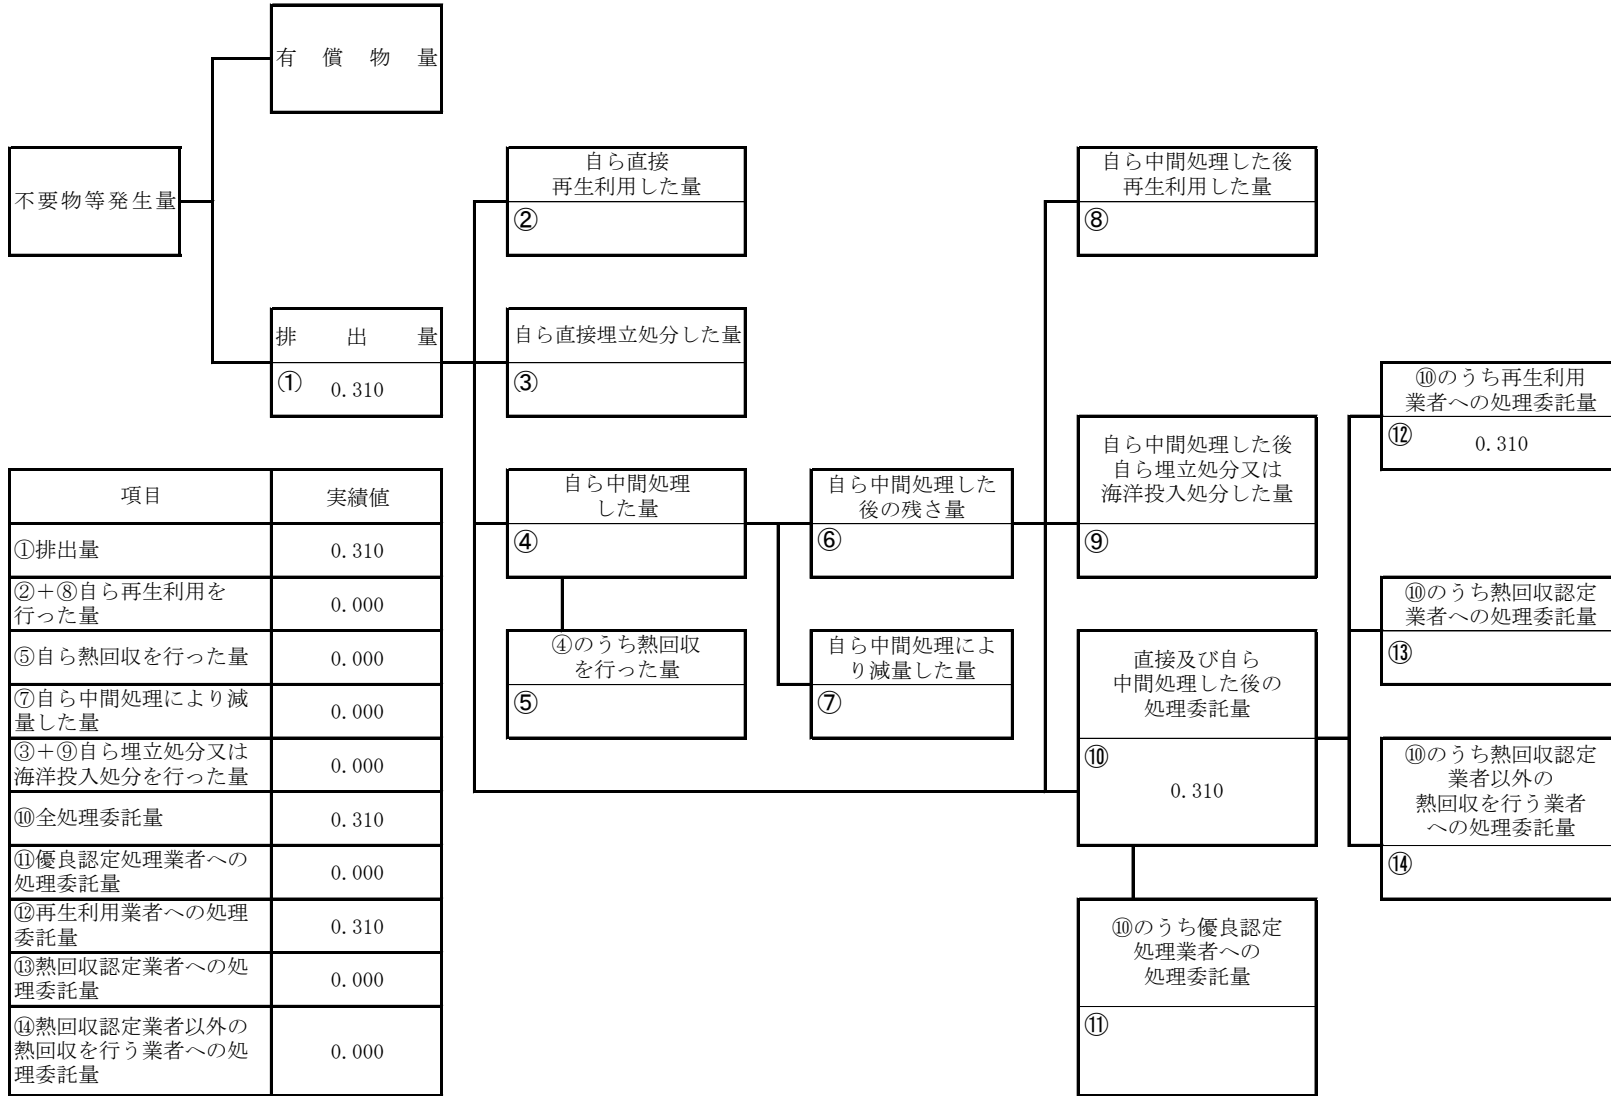 有償物量
不要物等発生量
排出量
① 0.310
自ら直接
再生利用した量
②
自ら直接埋立処分した量
③
自ら中間処理
した量
④
④のうち熱回収
を行った量
⑤
自ら中間処理した
後の残さ量
⑥
自ら中間処理によ
り減量した量
⑦
自ら中間処理した後
再生利用した量
⑧
自ら中間処理した後
自ら埋立処分又は
海洋投入処分した量
⑨
直接及び自ら
中間処理した後の
処理委託量
⑩
0.310
⑩のうち優良認定
処理業者への
処理委託量
⑪
⑩のうち再生利用
業者への処理委託量
⑫ 0.310
⑩のうち熱回収認定
業者への処理委託量
⑬
⑩のうち熱回収認定
業者以外の
熱回収を行う業者
への処理委託量
⑭
項目 実績値
①排出量 0.310
②+⑧自ら再生利用を
行った量 0.000
⑤自ら熱回収を行った量 0.000
⑦自ら中間処理により減
量した量 0.000
③+⑨自ら埋立処分又は
海洋投入処分を行った量 0.000
⑩全処理委託量 0.310
⑪優良認定処理業者への
処理委託量 0.000
⑫再生利用業者への処理
委託量 0.310
⑬熱回収認定業者への処
理委託量 0.000
⑭熱回収認定業者以外の
熱回収を行う業者への処
理委託量 0.000